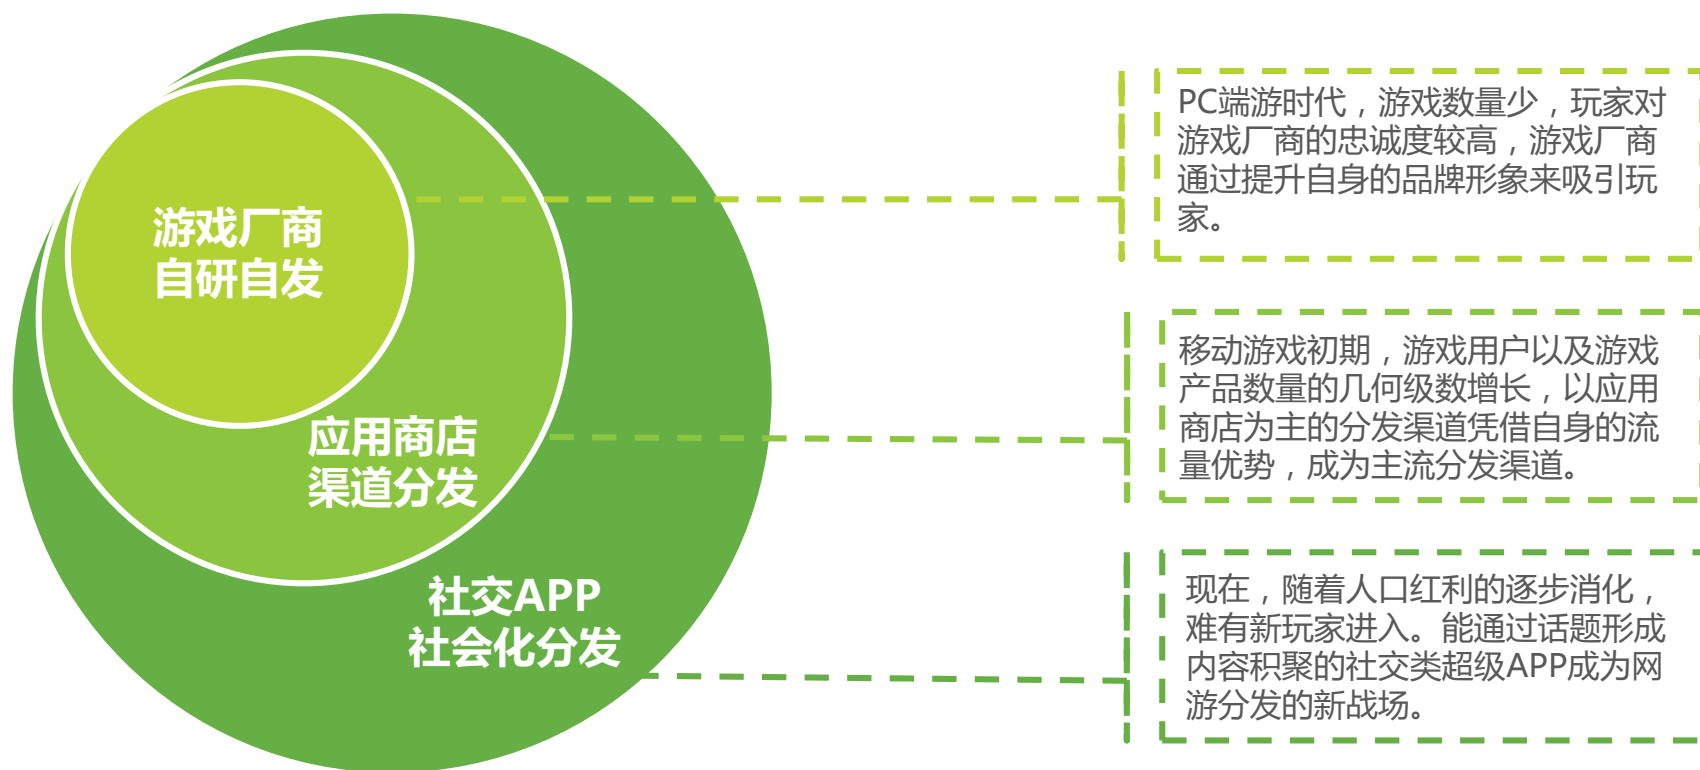 游戏厂商
自研自发
应用商店
渠道分发
社交APP
社会化分发
PC端游时代，游戏数量少，玩家对
游戏厂商的忠诚度较高，游戏厂商
通过提升自身的品牌形象来吸引玩
家。
移动游戏初期，游戏用户以及游戏
产品数量的几何级数增长，以应用
商店为主的分发渠道凭借自身的流
量优势，成为主流分发渠道。
现在，随着人口红利的逐步消化，
难有新玩家进入。能通过话题形成
内容积聚的社交类超级APP成为网
游分发的新战场。